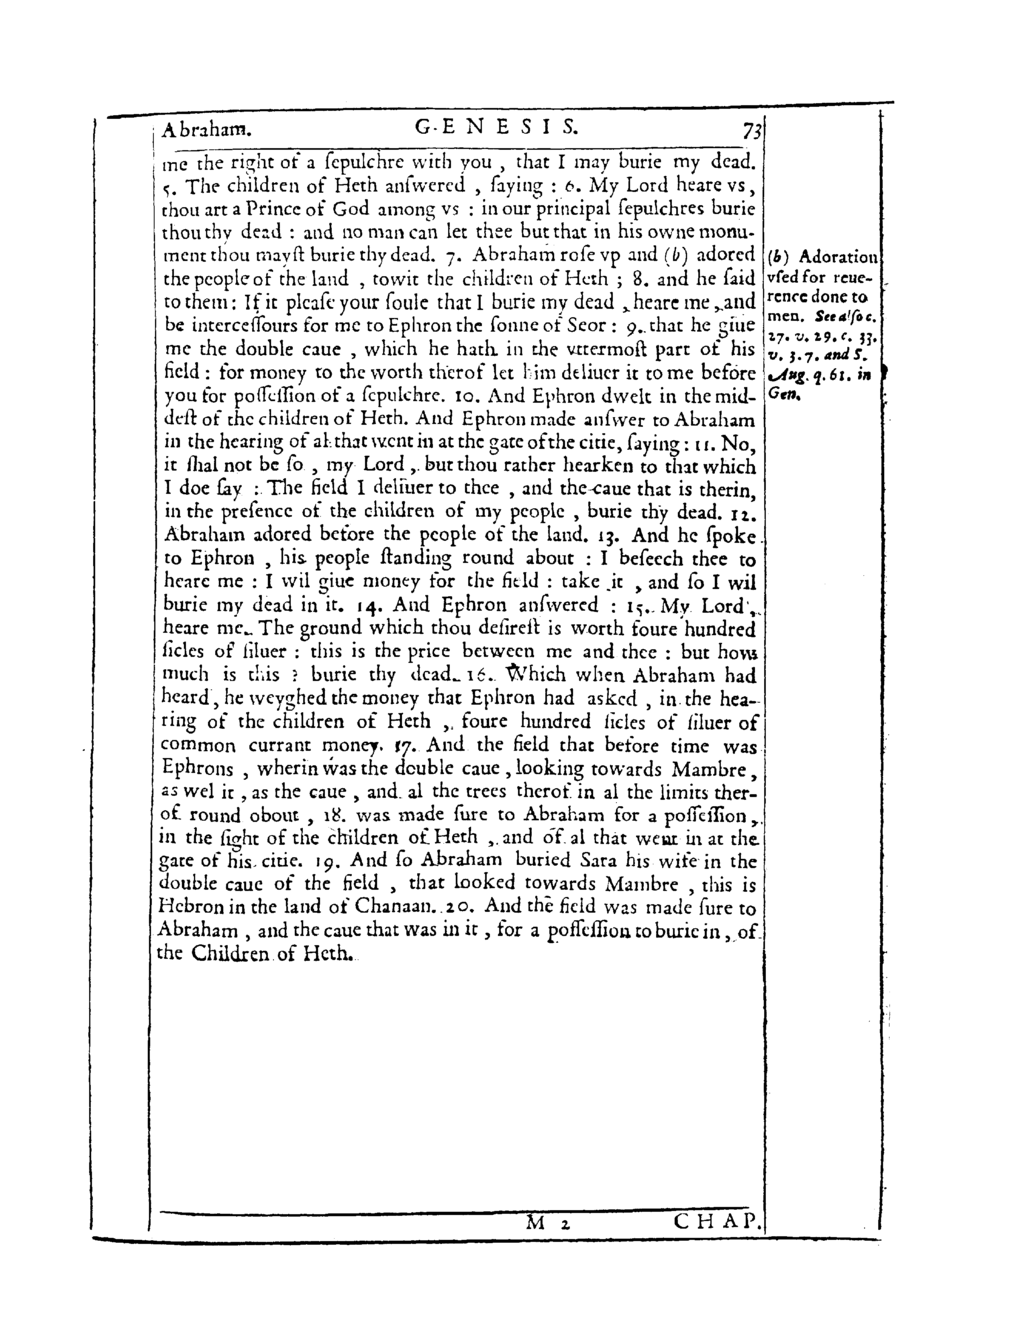 Abraham. GENESIS. 73
me the right of a ſepulchre with you , that I may burie my dead.
5. The children of Heth anſwered , ſaying : 6. My Lord heare vs,
thou art a Prince of God among vs : in our principal ſepulchres burie
thou thy dead : and no man can let thee but that in his owne monu-
ment thou mayſt burie thy dead. 7. Abraham roſe vp and (b) adored
the people of the land , towit the children of Heth ; 8. and he ſaid
to them : If it pleaſe your ſoule that I burie my dead , heare me , and
be interceſſours for me to Ephron the ſonne of Seor : 9. that he giue
me the double caue , which he hath in the vttermoſt part of his
field : for money to the worth therof let him deliuer it to me before
you for poſſeſſion of a ſepulchre. 10. And Ephron dwelt in the mid-
deſt of the children of Heth. And Ephron made anſwer to Abraham
in the hearing of al that went in at the gate of the citie, ſaying : 11. No,
it ſhal not be ſo , my Lord , but thou rather hearken to that which
I doe ſay : The field I deliuer to thee , and the caue that is therin,
in the preſence of the children of my people , burie thy dead. 12.
Abraham adored before the people of the land. 13. And he ſpoke
to Ephron , his people ſtanding round about : I beſeech thee to
heare me : I wil giue money for the field : take it , and ſo I wil
burie my dead in it. 14. And Ephron anſwered : 15. My Lord ,
heare me. The ground which thou deſireſt is worth foure hundred
ſicles of ſiluer : this is the price betwecn me and thee : but how
much is this ? burie thy dead. 16. Which when Abraham had
heard , he weyghed the money that Ephron had asked , in the hea-
ring of the children of Heth , foure hundred ſicles of ſiluer of
common currant money. 17. And the field that before time was
Ephrons , wherin was the double caue , looking towards Mambre ,
as wel it , as the caue , and al the trees therof in al the limits ther-
of round obout , 18. was made ſure to Abraham for a poſſeſſion ,
in the ſight of the children of Heth , and of al that went in at the
gate of his citie. 19. And ſo Abraham buried Sara his wife in the
double caue of the field , that looked towards Mambre , this is
Hebron in the land of Chanaan. 20. And the field was made ſure to
Abraham , and the caue that was in it , for a poſſeſſion to burie in , of
the Children of Heth.
(b) Adoration
vſed for reue-
rence done to
men. See alſo c.
27. v. 29. c. 33.
v. 3. 7. and S.
Aug. q. 61. in
Gen.
M 2 CHAP.